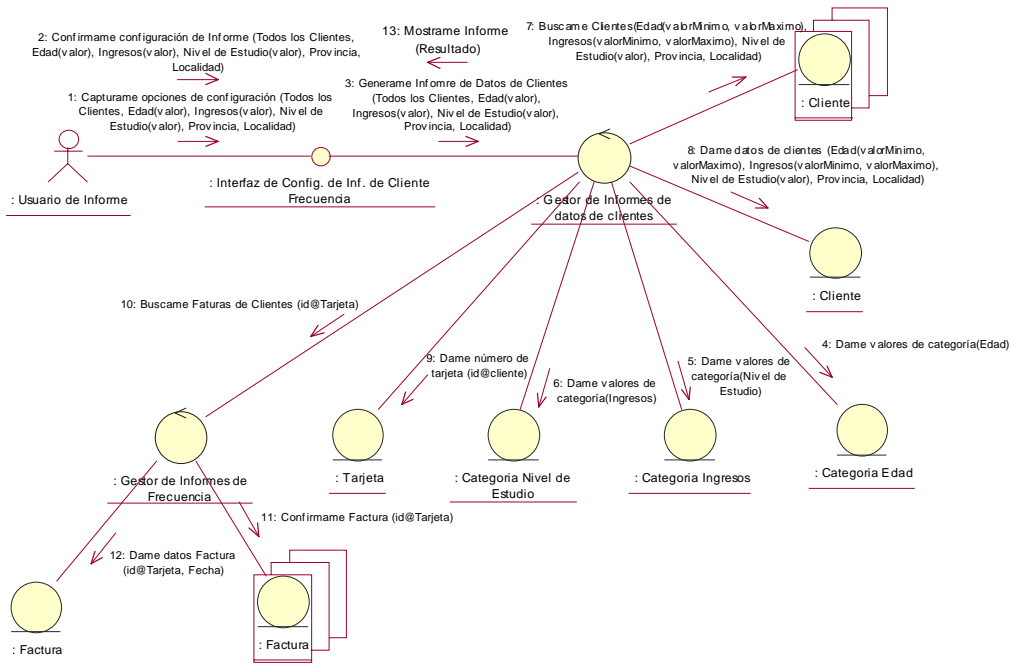 2: Confirmame configuración de Informe (Todos los Clientes,
Edad(valor), Ingresos(valor), Nivel de Estudio(valor), Provincia,
Localidad)
13: Mostrame Informe
(Resultado)
7: Buscame Clientes(Edad(valorMinimo, valorMaximo),
Ingresos(valorMinimo, valorMaximo), Nivel de
Estudio(valor), Provincia, Localidad)
1: Capturame opciones de configuración (Todos los
Clientes, Edad(valor), Ingresos(valor), Nivel de
Estudio(valor), Provincia, Localidad)
3: Generame Infomre de Datos de Clientes
(Todos los Clientes, Edad(valor),
Ingresos(valor), Nivel de Estudio(valor),
Provincia, Localidad)
: Cliente
8: Dame datos de clientes (Edad(valorMinimo,
valorMaximo), Ingresos(valorMinimo, valorMaximo),
Nivel de Estudio(valor), Provincia, Localidad)
: Usuario de Informe
: Interfaz de Config. de Inf. de Cliente
Frecuencia
: Gestor de Informes de
datos de clientes
: Cliente
10: Buscame Faturas de Clientes (id@Tarjeta)
9: Dame número de
tarjeta (id@cliente)
6: Dame valores de
categoría(Ingresos)
5: Dame valores de
categoría(Nivel de
Estudio)
4: Dame valores de categoría(Edad)
: Gestor de Informes de
Frecuencia
: Tarjeta
: Categoria Nivel de
Estudio
: Categoria Ingresos
: Categoria Edad
11: Confirmame Factura (id@Tarjeta)
12: Dame datos Factura
(id@Tarjeta, Fecha)
: Factura
: Factura